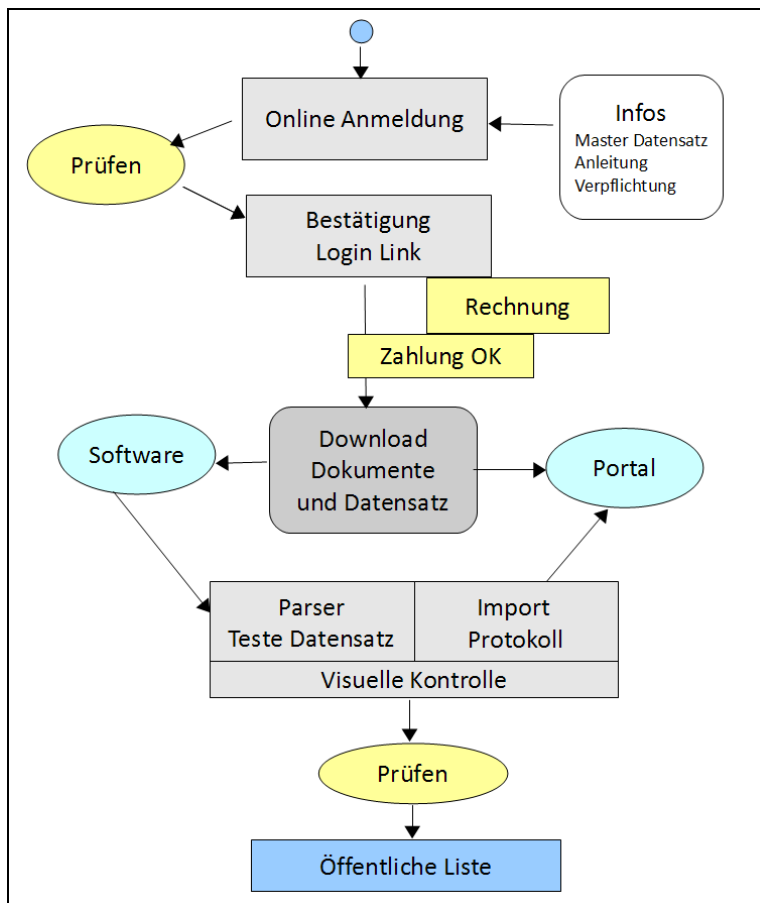 Online Anmeldung
Infos
Master Datensatz
Anleitung
Verpflichtung
Prüfen
Bestätigung
Login Link
Rechnung
Zahlung OK
Software
Download
Dokumente
und Datensatz
Portal
Parser
Teste Datensatz
Import
Protokoll
Visuelle Kontrolle
Prüfen
Öffentliche Liste